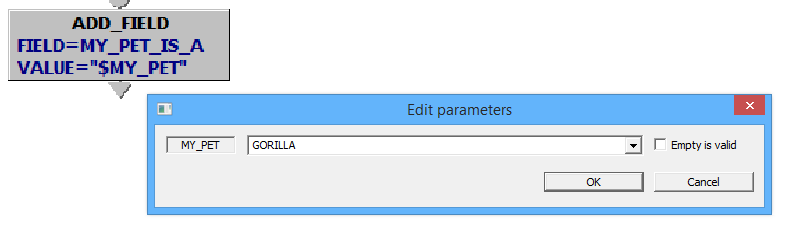 ADD_FIELD
FIELD=MY_PET_IS_A
VALUE="$MY_PET"
Edit parameters
MY_PET GORILLA Empty is valid
OK Cancel